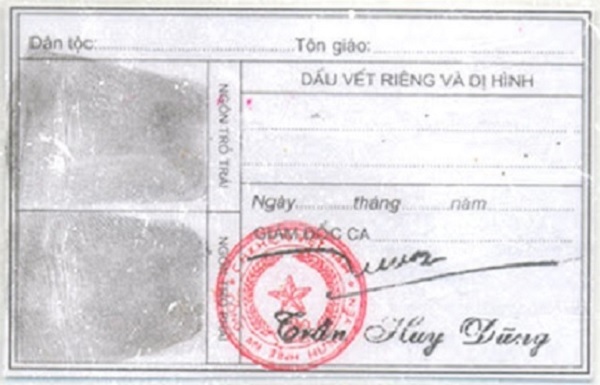 Dân tộc: Tôn giáo:
NGÓN TRỎ TRÁI
DẤU VẾT RIÊNG VÀ DỊ HÌNH
Ngày tháng năm
GIÁM ĐỐC CA
NGÓN TRỎ PHẢI
Trần Huy Dũng